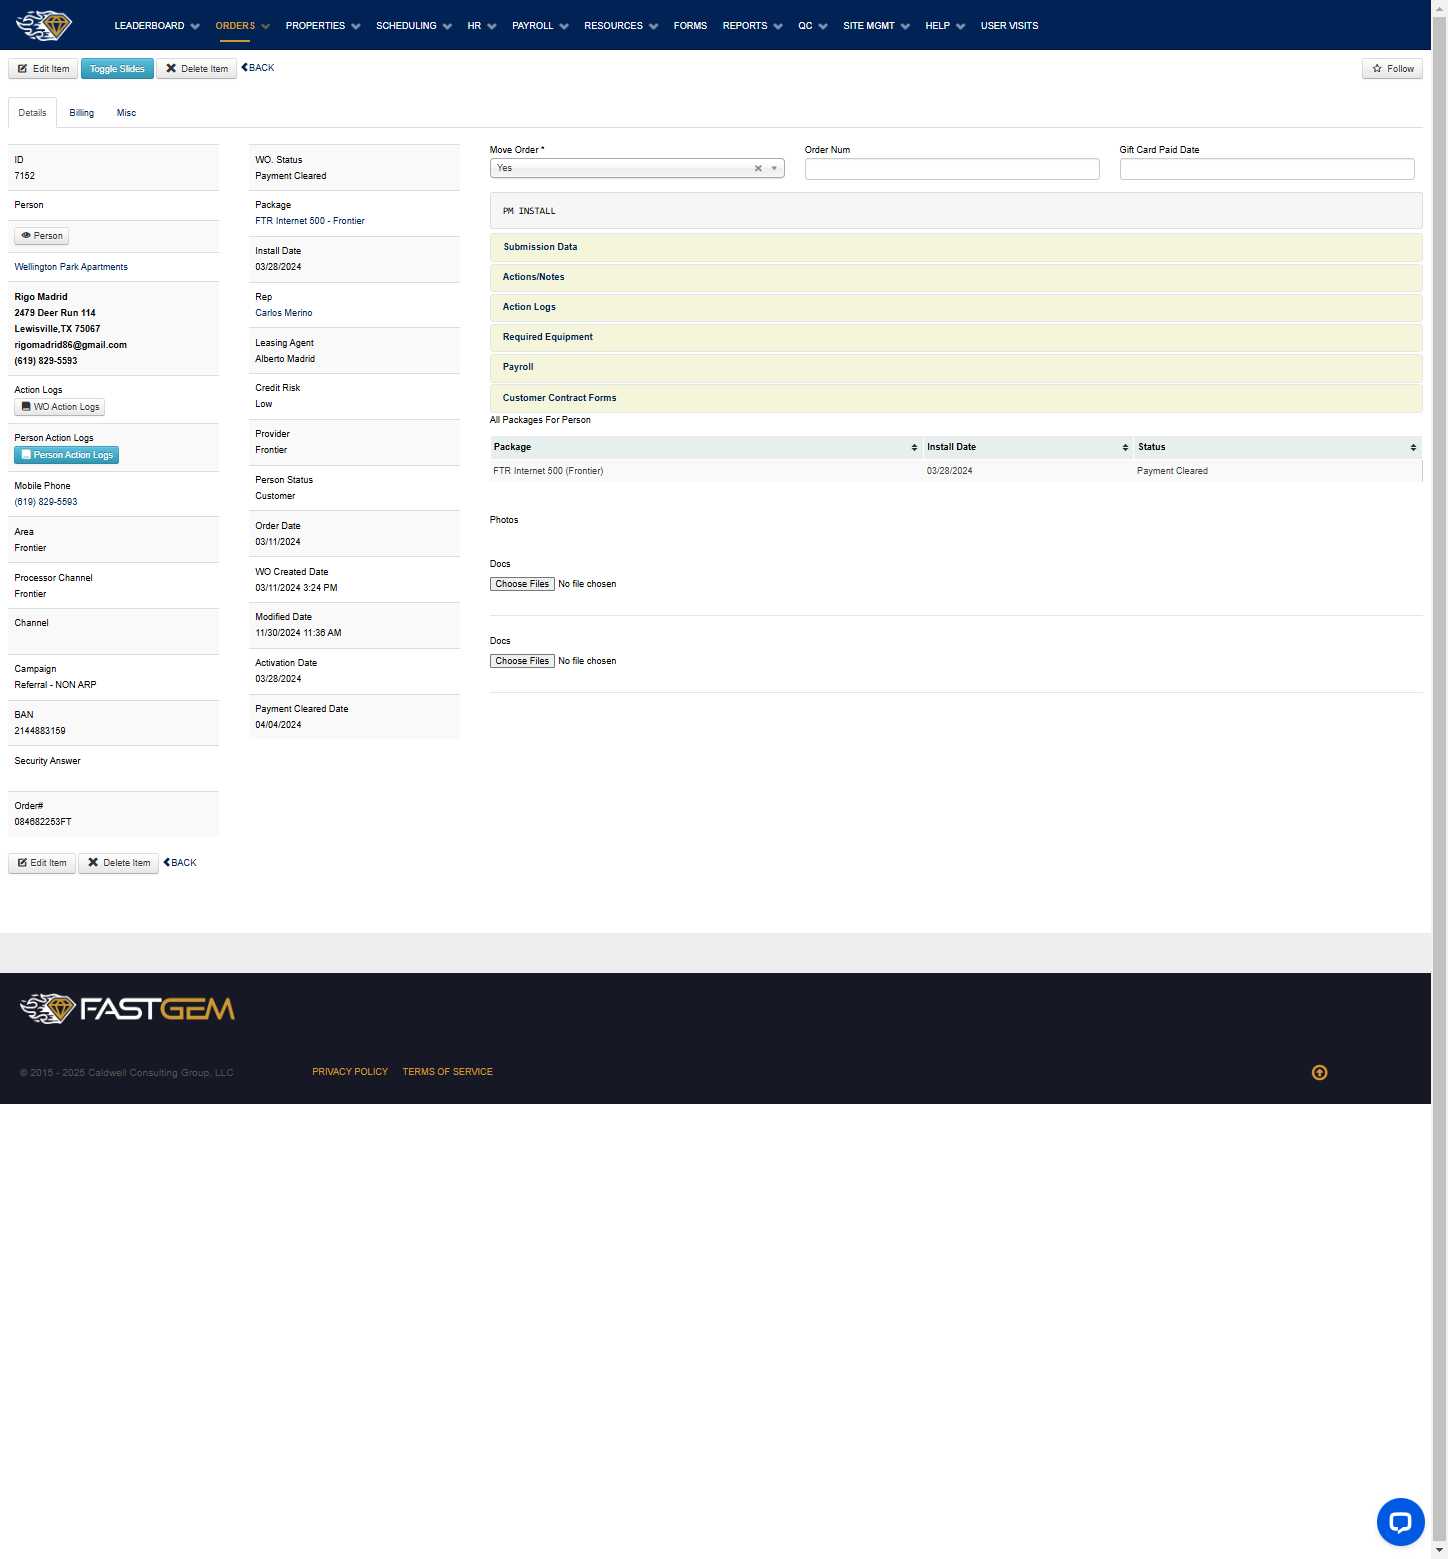 LEADERBOARD ORDERS PROPERTIES SCHEDULING HR PAYROLL RESOURCES FORMS REPORTS QC SITE MGMT HELP USER VISITS
Edit Item Toggle Slides Delete Item BACK
Follow
Details Billing Misc
ID
7152
Person
Person
Wellington Park Apartments
Rigo Madrid
2479 Deer Run 114
Lewisville,TX 75067
rigomadrid86@gmail.com
(619) 829-5593
Action Logs
WO Action Logs
Person Action Logs
Person Action Logs
Mobile Phone
(619) 829-5593
Area
Frontier
Processor Channel
Frontier
Channel
Campaign
Referral - NON ARP
BAN
2144883159
Security Answer
Order#
084682253FT
Edit Item Delete Item BACK
WO. Status
Payment Cleared
Package
FTR Internet 500 - Frontier
Install Date
03/28/2024
Rep
Carlos Merino
Leasing Agent
Alberto Madrid
Credit Risk
Low
Provider
Frontier
Person Status
Customer
Order Date
03/11/2024
WO Created Date
03/11/2024 3:24 PM
Modified Date
11/30/2024 11:36 AM
Activation Date
03/28/2024
Payment Cleared Date
04/04/2024
Move Order * Order Num Gift Card Paid Date
Yes
PM INSTALL
Submission Data
Actions/Notes
Action Logs
Required Equipment
Payroll
Customer Contract Forms
All Packages For Person
Package Install Date Status
FTR Internet 500 (Frontier) 03/28/2024 Payment Cleared
Photos
Docs
Choose Files No file chosen
Docs
Choose Files No file chosen
FASTGEM
© 2015 - 2025 Caldwell Consulting Group, LLC PRIVACY POLICY TERMS OF SERVICE